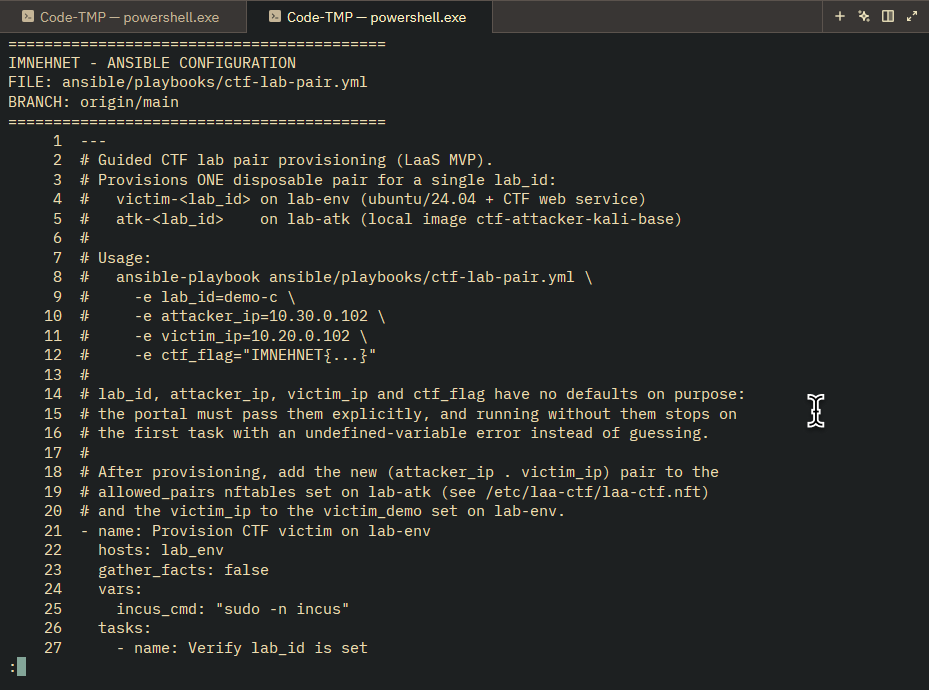 Code-TMP — powershell.exe
Code-TMP — powershell.exe
==========================================
IMNEHNET - ANSIBLE CONFIGURATION
FILE: ansible/playbooks/ctf-lab-pair.yml
BRANCH: origin/main
==========================================
1 ---
2 # Guided CTF lab pair provisioning (LaaS MVP).
3 # Provisions ONE disposable pair for a single lab_id:
4 #   victim-<lab_id> on lab-env (ubuntu/24.04 + CTF web service)
5 #   atk-<lab_id>    on lab-atk (local image ctf-attacker-kali-base)
6 #
7 # Usage:
8 #   ansible-playbook ansible/playbooks/ctf-lab-pair.yml \
9 #     -e lab_id=demo-c \
10 #     -e attacker_ip=10.30.0.102 \
11 #     -e victim_ip=10.20.0.102 \
12 #     -e ctf_flag="IMNEHNET{...}"
13 #
14 # lab_id, attacker_ip, victim_ip and ctf_flag have no defaults on purpose:
15 # the portal must pass them explicitly, and running without them stops on
16 # the first task with an undefined-variable error instead of guessing.
17 #
18 # After provisioning, add the new (attacker_ip . victim_ip) pair to the
19 # allowed_pairs nftables set on lab-atk (see /etc/laa-ctf/laa-ctf.nft)
20 # and the victim_ip to the victim_demo set on lab-env.
21 - name: Provision CTF victim on lab-env
22   hosts: lab_env
23   gather_facts: false
24   vars:
25     incus_cmd: "sudo -n incus"
26   tasks:
27     - name: Verify lab_id is set
: